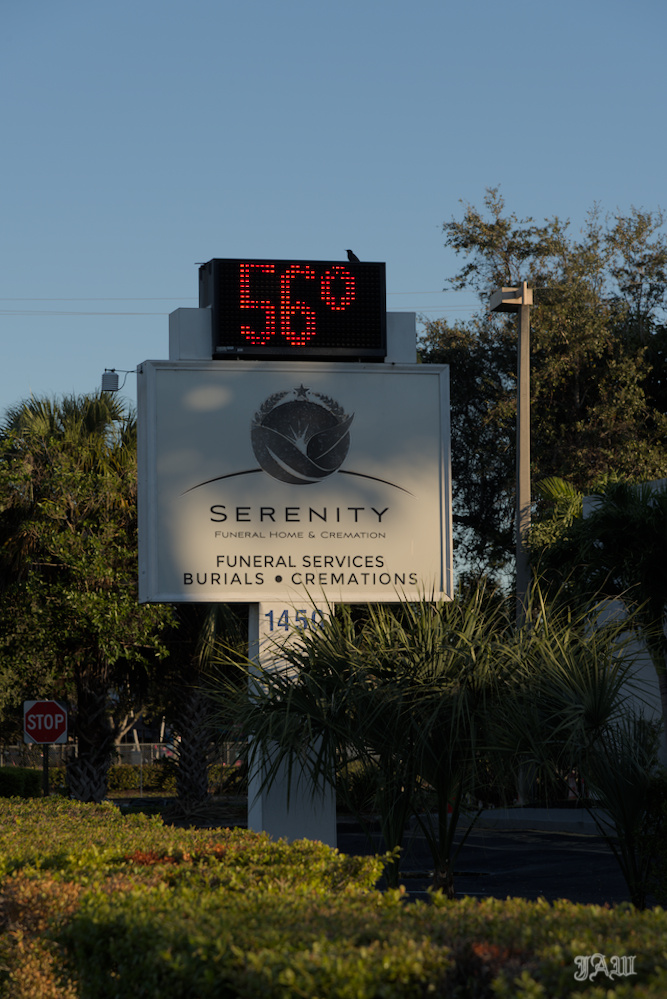 56°
SERENITY
FUNERAL HOME & CREMATION
FUNERAL SERVICES
BURIALS • CREMATIONS
1450
STOP
JAW